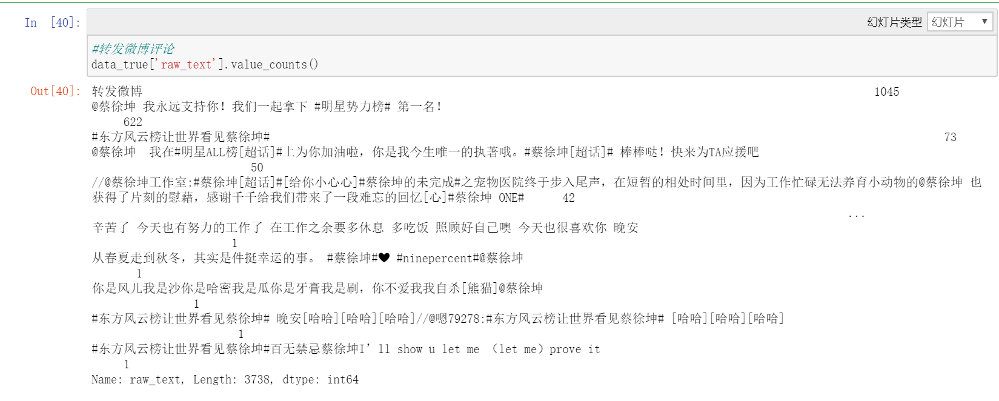 In [40]:
幻灯片类型 幻灯片 ▼
#转发微博评论
data_true['raw_text'].value_counts()
Out[40]:
转发微博 1045
@蔡徐坤 我永远支持你！我们一起拿下 #明星势力榜# 第一名！
622
#东方风云榜让世界看见蔡徐坤# 73
@蔡徐坤  我在#明星ALL榜[超话]#上为你加油啦，你是我今生唯一的执著哦。#蔡徐坤[超话]# 棒棒哒！快来为TA应援吧
50
//@蔡徐坤工作室:#蔡徐坤[超话]#[给你小心心]#蔡徐坤的未完成#之宠物医院终于步入尾声，在短暂的相处时间里，因为工作忙碌无法养育小动物的@蔡徐坤 也
获得了片刻的慰藉，感谢千千给我们带来了一段难忘的回忆[心]#蔡徐坤 ONE# 42
...
辛苦了 今天也有努力的工作了 在工作之余要多休息 多吃饭 照顾好自己噢 今天也很喜欢你 晚安
1
从春夏走到秋冬，其实是件挺幸运的事。 #蔡徐坤#♥ #ninepercent#@蔡徐坤
1
你是风儿我是沙你是哈密我是瓜你是牙膏我是刷，你不爱我我自杀[熊猫]@蔡徐坤
1
#东方风云榜让世界看见蔡徐坤# 晚安[哈哈][哈哈][哈哈]//@嗯79278:#东方风云榜让世界看见蔡徐坤# [哈哈][哈哈][哈哈]
1
#东方风云榜让世界看见蔡徐坤#百无禁忌蔡徐坤I’ll show u let me （let me）prove it
1
Name: raw_text, Length: 3738, dtype: int64